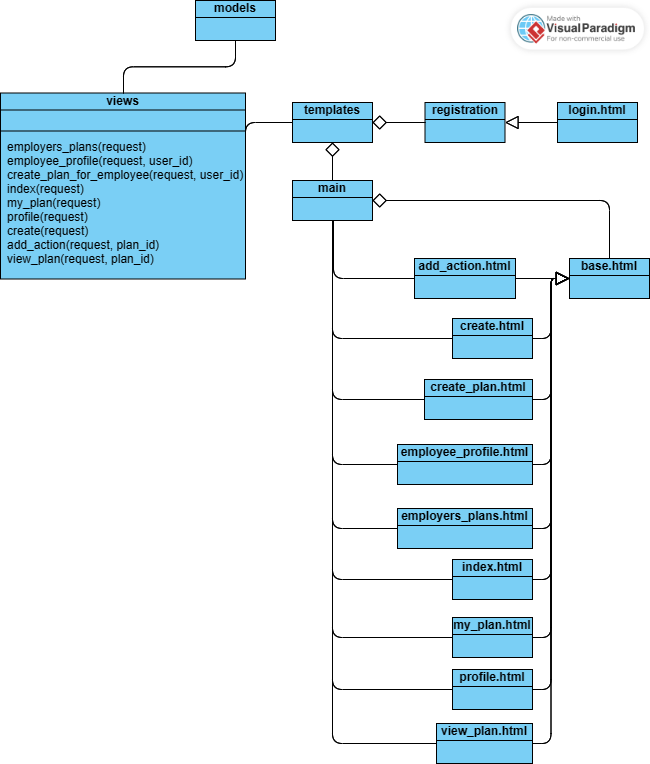 models
Made with
VisualParadigm
For non-commercial use
views
employers_plans(request)
employee_profile(request, user_id)
create_plan_for_employee(request, user_id)
index(request)
my_plan(request)
profile(request)
create(request)
add_action(request, plan_id)
view_plan(request, plan_id)
templates
registration
login.html
main
add_action.html
base.html
create.html
create_plan.html
employee_profile.html
employers_plans.html
index.html
my_plan.html
profile.html
view_plan.html